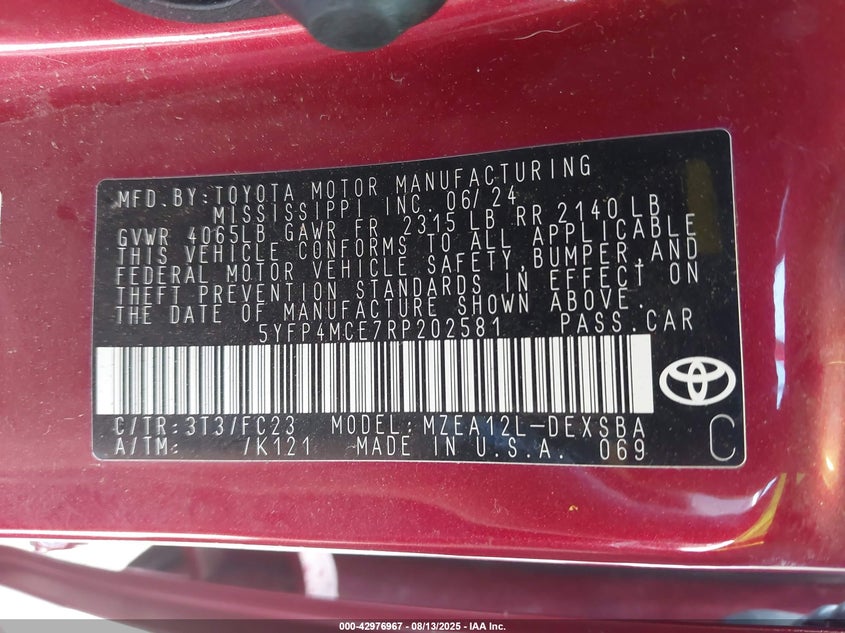 MFD. BY: TOYOTA MOTOR MANUFACTURING
MISSISSIPPI, INC. 06/24
GVWR 4065LB GAWR FR 2315 LB RR 2140 LB
THIS VEHICLE CONFORMS TO ALL APPLICABLE
FEDERAL MOTOR VEHICLE SAFETY, BUMPER, AND
THEFT PREVENTION STANDARDS IN EFFECT ON
THE DATE OF MANUFACTURE SHOWN ABOVE.
5YFP4MCE7RP202581 PASS. CAR
C/TR: 3T3/FC23 MODEL: MZEA12L-DEXSBA
A/TM: /K121 MADE IN U.S.A. 069
C
000-42976967 - 08/13/2025 - IAA Inc.